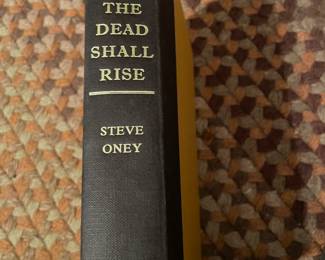 THE
DEAD
SHALL
RISE
STEVE
ONEY